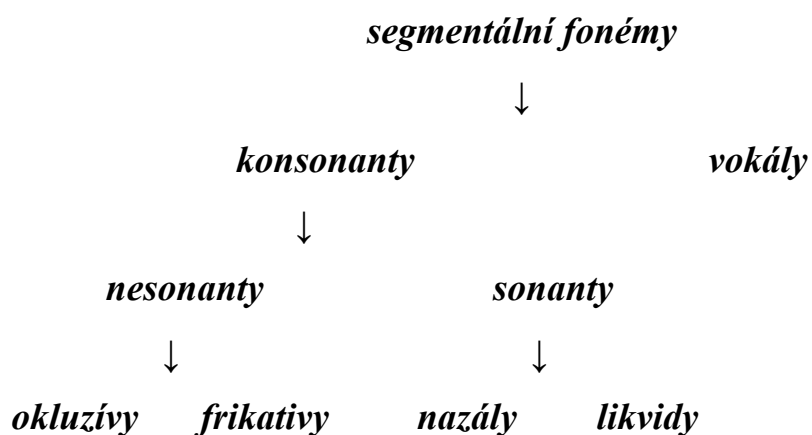 segmentální fonémy
↓
konsonanty vokály
↓
nesonanty sonanty
↓ ↓
okluzívy frikativy nazály likvidy